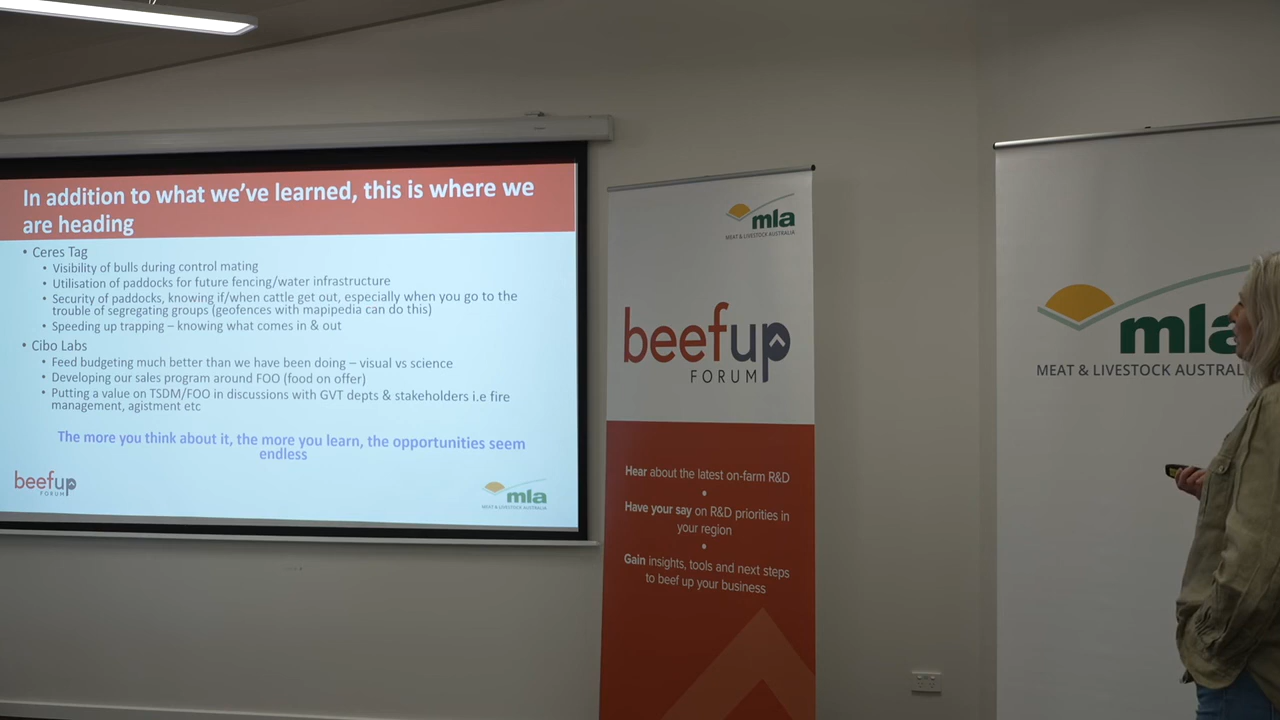 In addition to what we've learned, this is where we
are heading
• Ceres Tag
• Visibility of bulls during control mating
• Utilisation of paddocks for future fencing/water infrastructure
• Security of paddocks, knowing if/when cattle get out, especially when you go to the
trouble of segregating groups (geofences with mapipedia can do this)
• Speeding up trapping – knowing what comes in & out
• Cibo Labs
• Feed budgeting much better than we have been doing – visual vs science
• Developing our sales program around FOO (food on offer)
• Putting a value on TSDM/FOO in discussions with GVT depts & stakeholders i.e fire
management, agistment etc
The more you think about it, the more you learn, the opportunities seem
endless
beefup
FORUM
mla
MEAT & LIVESTOCK AUSTRALIA
mla
MEAT & LIVESTOCK AUSTRALIA
beefup
FORUM
Hear about the latest on-farm R&D
•
Have your say on R&D priorities in
your region
•
Gain insights, tools and next steps
to beef up your business
mla
MEAT & LIVESTOCK AUSTRAL